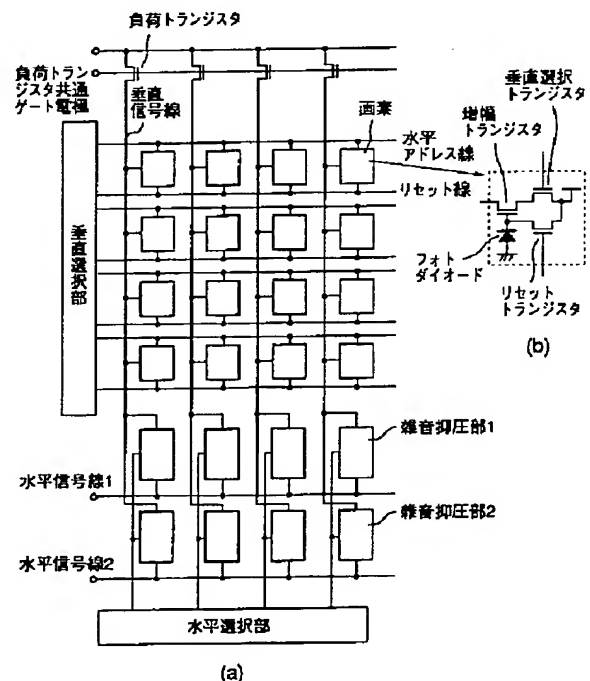 負荷トランジスタ
負荷トラン
ジスタ共通
ゲート電極
垂直
信号線
画素
水平
アドレス線
リセット線
垂直選択部
垂直選択
トランジスタ
増幅
トランジスタ
フォト
ダイオード
リセット
トランジスタ
(b)
雑音抑圧部1
水平信号線1
雑音抑圧部2
水平信号線2
水平選択部
(a)